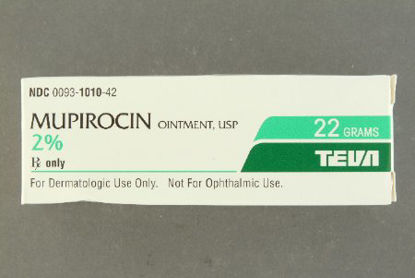 NDC 0093-1010-42
MUPIROCIN OINTMENT, USP
2%
℞ only
22 GRAMS
TEVA
For Dermatologic Use Only. Not For Ophthalmic Use.